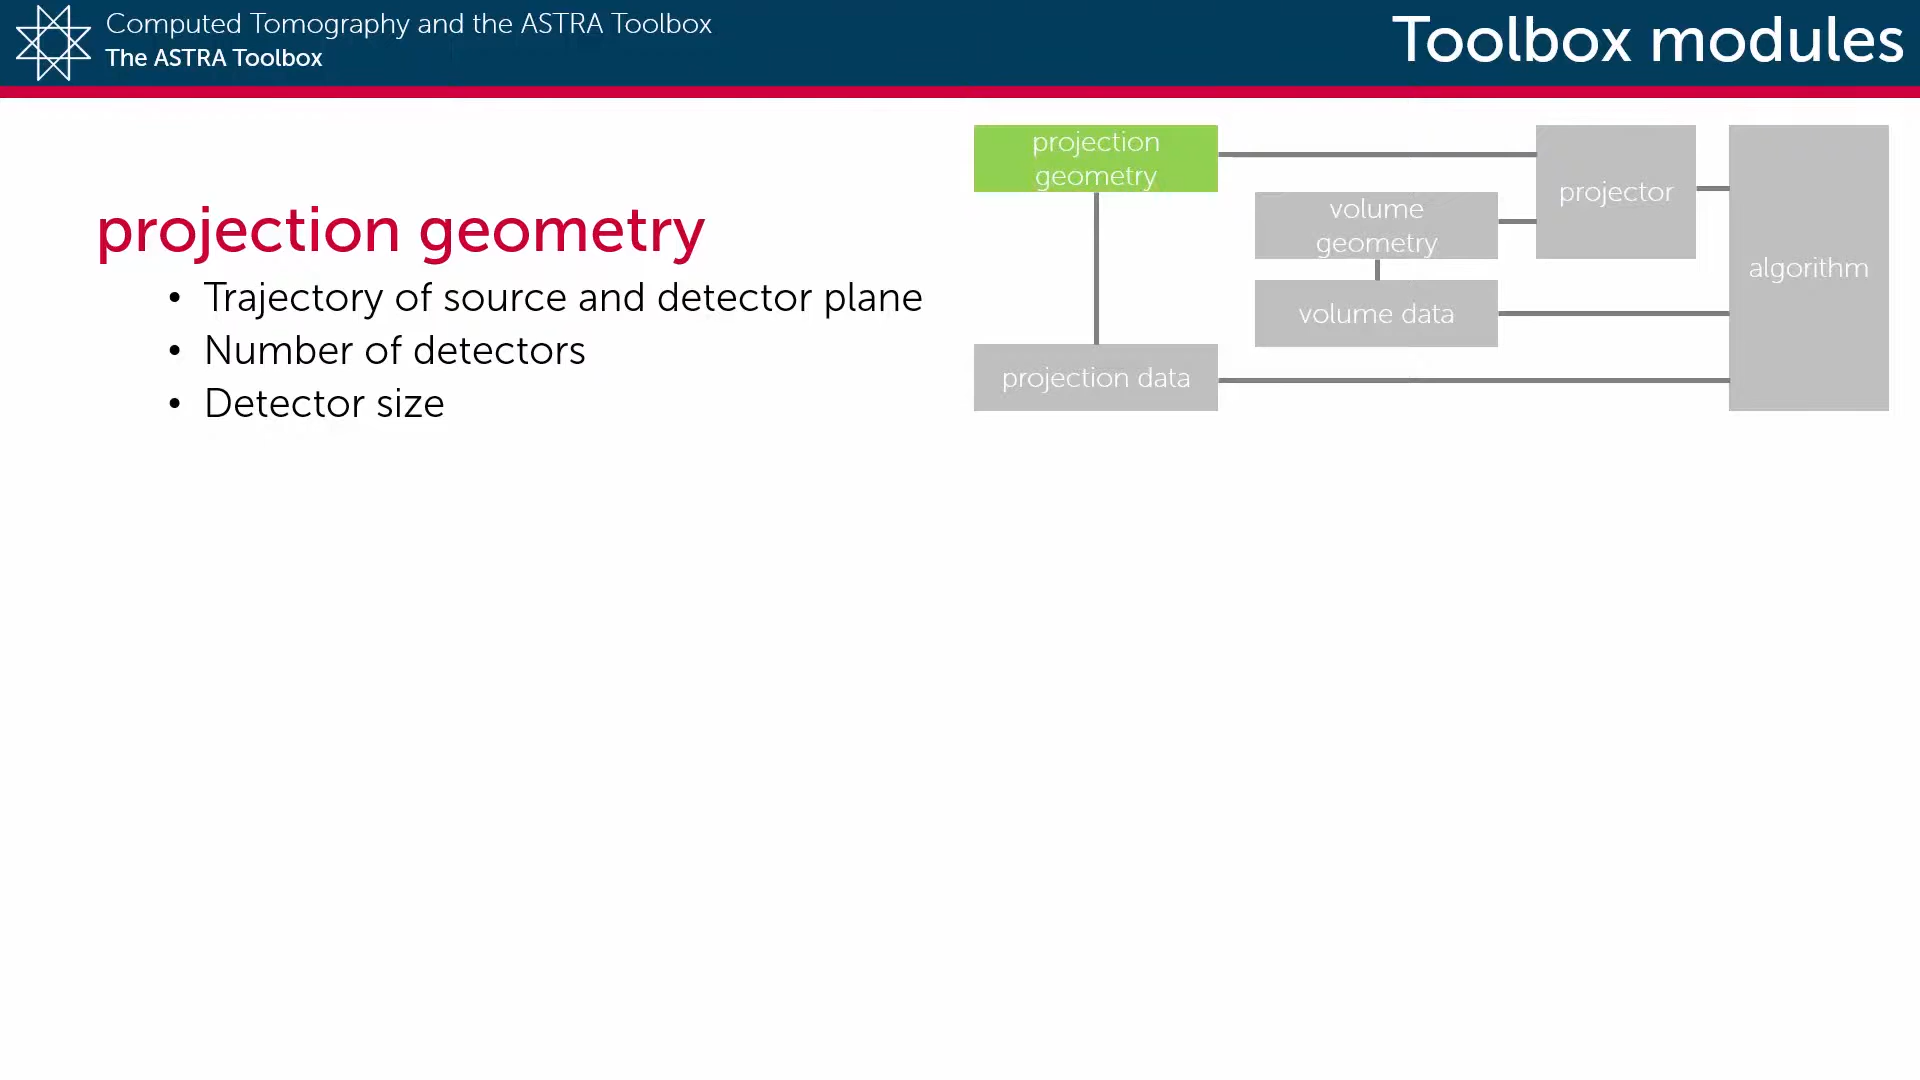 Computed Tomography and the ASTRA Toolbox
The ASTRA Toolbox
Toolbox modules
projection geometry
• Trajectory of source and detector plane
• Number of detectors
• Detector size
projection
geometry
volume
geometry
volume data
projection data
projector
algorithm